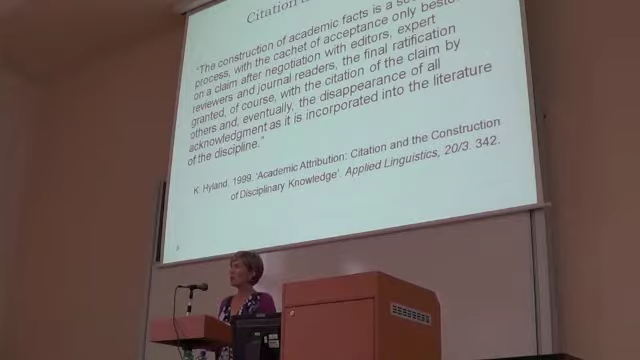 Citation
"The construction of academic facts is a
process, with the cachet of acceptance only
on a claim after negotiation with editors, expert
reviewers and journal readers, the final ratification
granted, of course, with the citation of the claim by
others and, eventually, the disappearance of all
acknowledgment as it is incorporated into the literature
of the discipline."
K. Hyland. 1999. 'Academic Attribution: Citation and the Construction
of Disciplinary Knowledge'. Applied Linguistics, 20/3. 342.